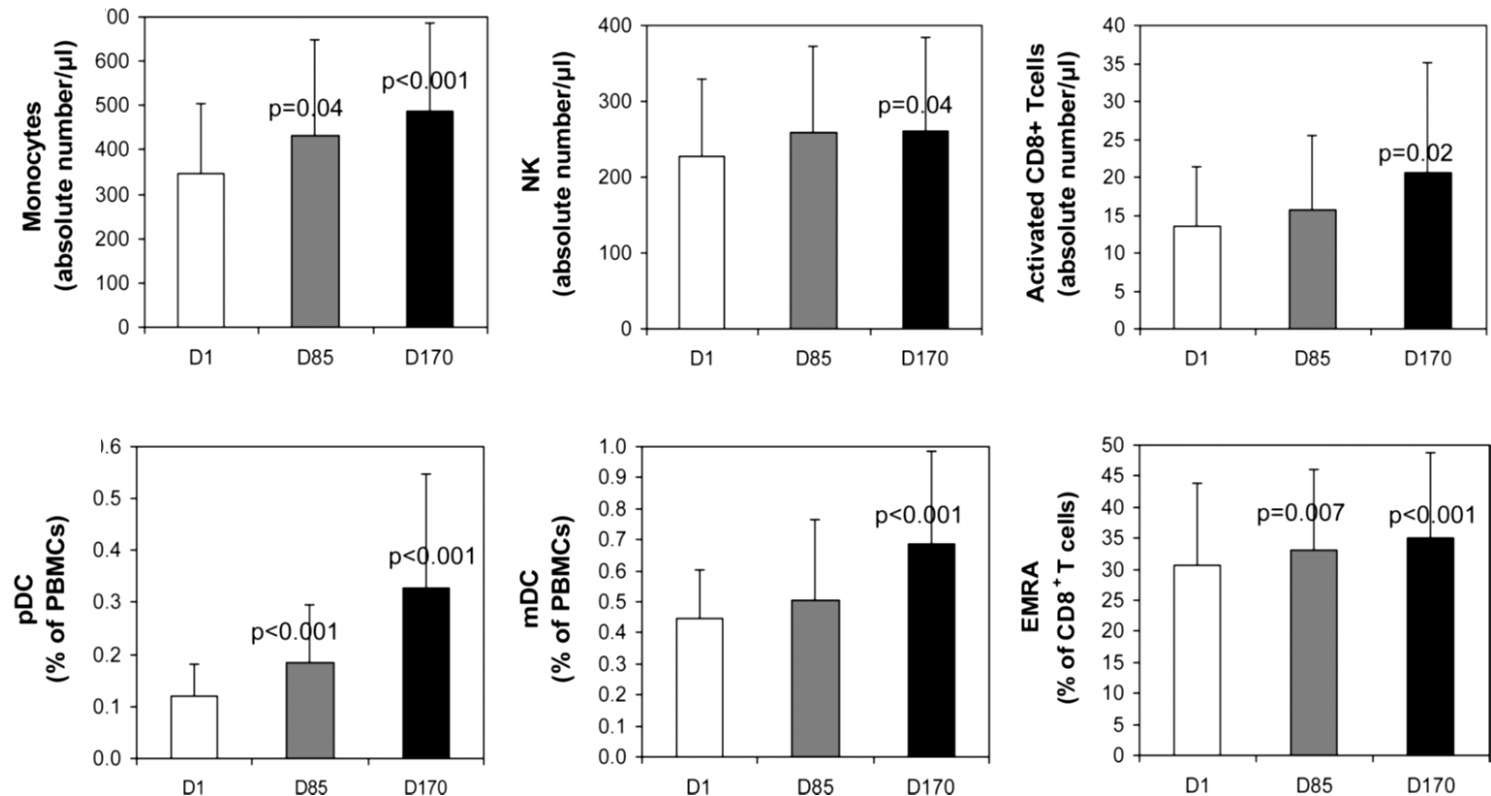 Monocytes
(absolute number/µl)
00
600
500
400
300
200
100
0
p=0.04
p<0.001
D1
D85
D170
NK
(absolute number/µl)
400
300
200
100
0
p=0.04
D1
D85
D170
Activated CD8+ Tcells
(absolute number/µl)
40
35
30
25
20
15
10
5
0
p=0.02
D1
D85
D170
pDC
(% of PBMCs)
).6
0.5
0.4
0.3
0.2
0.1
0.0
p<0.001
p<0.001
D1
D85
D170
mDC
(% of PBMCs)
1.0
0.9
0.8
0.7
0.6
0.5
0.4
0.3
0.2
0.1
0.0
p<0.001
D1
D85
D170
EMRA
(% of CD8⁺ T cells)
50
45
40
35
30
25
20
15
10
5
0
p=0.007
p<0.001
D1
D85
D170